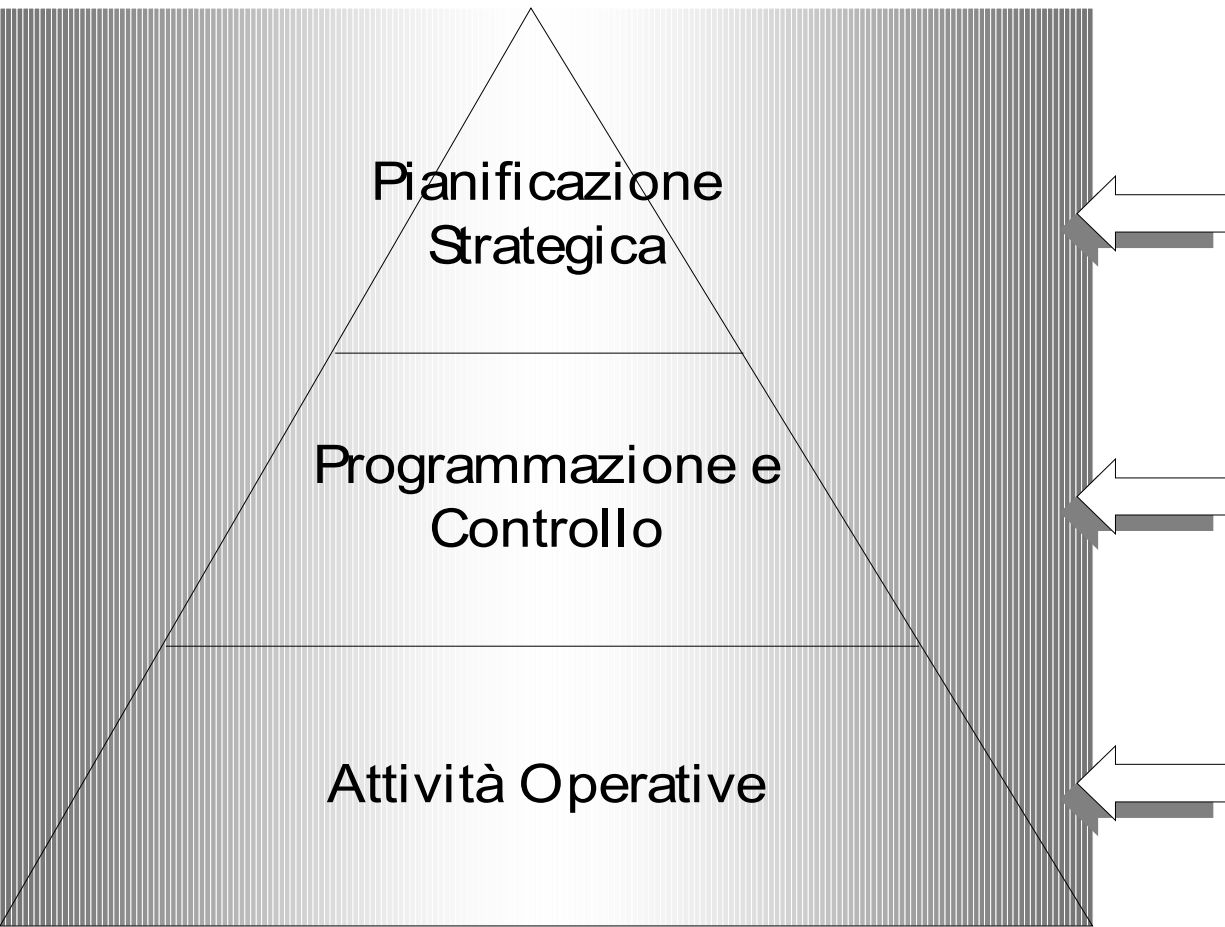 Pianificazione
Strategica
Programmazione e
Controllo
Attività Operative